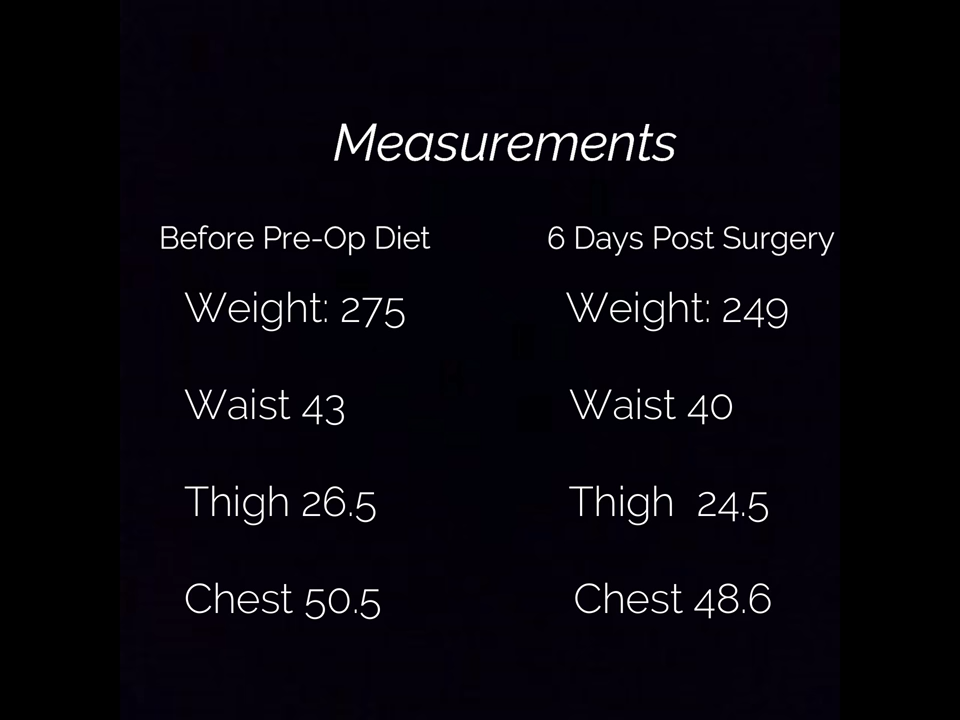 Measurements
Before Pre-Op Diet
Weight: 275
Waist 43
Thigh 26.5
Chest 50.5
6 Days Post Surgery
Weight: 249
Waist 40
Thigh 24.5
Chest 48.6